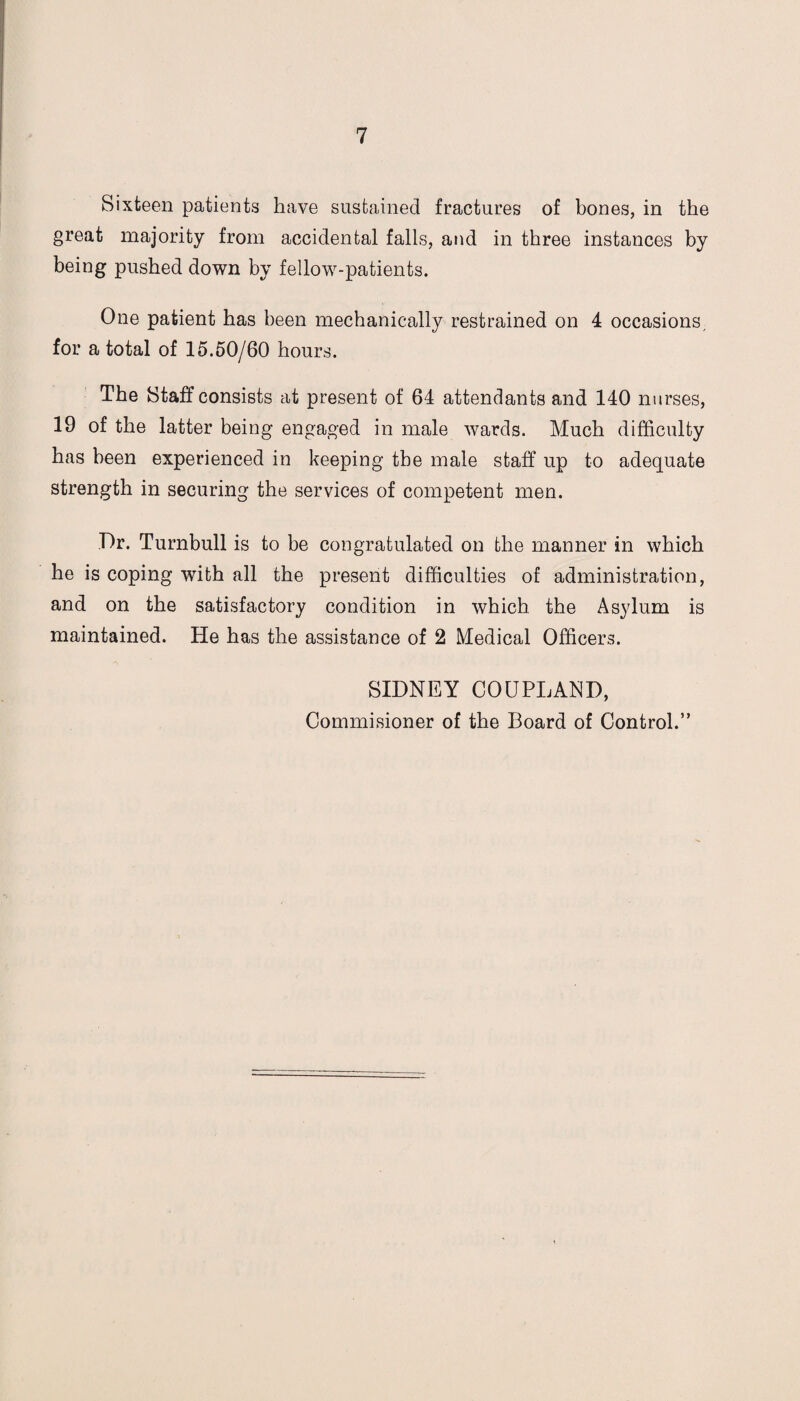 7
Sixteen patients have sustained fractures of bones, in the
great majority from accidental falls, and in three instances by
being pushed down by fellow-patients.
One patient has been mechanically restrained on 4 occasions
for a total of 15.50/60 hours.
The Staff consists at present of 64 attendants and 140 nurses,
19 of the latter being engaged in male wards. Much difficulty
has been experienced in keeping the male staff up to adequate
strength in securing the services of competent men.
Dr. Turnbull is to be congratulated on the manner in which
he is coping with all the present difficulties of administration,
and on the satisfactory condition in which the Asylum is
maintained. He has the assistance of 2 Medical Officers.
SIDNEY COUPLAND,
Commisioner of the Board of Control.”